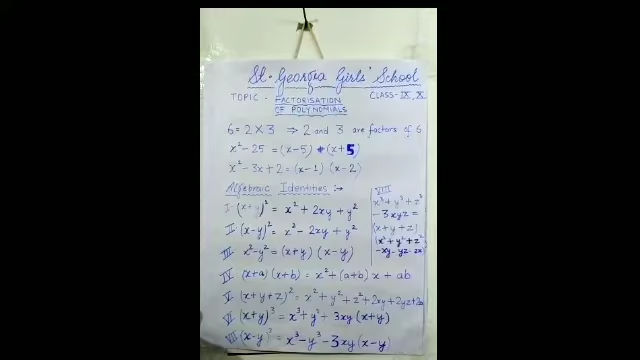 St. Georgia Girls' School
TOPIC - FACTORISATION OF POLYNOMIALS
CLASS-IX, X
6 = 2 × 3 ⇒ 2 and 3 are factors of 6
x² - 25 = (x-5) + (x+5)
x² - 3x + 2 = (x-1) (x-2)
Algebraic Identities :-
I - (x+y)² = x² + 2xy + y²
II (x-y)² = x² - 2xy + y²
III x² - y² = (x+y) (x-y)
IV (x+a) (x+b) = x² + (a+b) x + ab
V (x+y+z)² = x² + y² + z² + 2xy + 2yz + 2
VI (x+y)³ = x³ + y³ + 3xy (x+y)
VII (x-y)³ = x³ - y³ - 3xy (x-y)
VIII
x³ + y³ + z³
- 3xyz =
(x+y+z)
(x² + y² + z²
-xy - yz - zx)